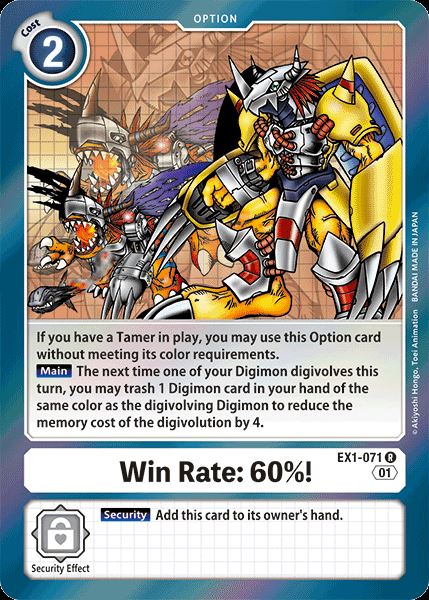 Cost
2
OPTION
© Akiyoshi Hongo, Toei Animation BANDAI MADE IN JAPAN
If you have a Tamer in play, you may use this Option card
without meeting its color requirements.
Main The next time one of your Digimon digivolves this
turn, you may trash 1 Digimon card in your hand of the
same color as the digivolving Digimon to reduce the
memory cost of the digivolution by 4.
EX1-071 R
01
Win Rate: 60%!
Security Add this card to its owner's hand.
Security Effect